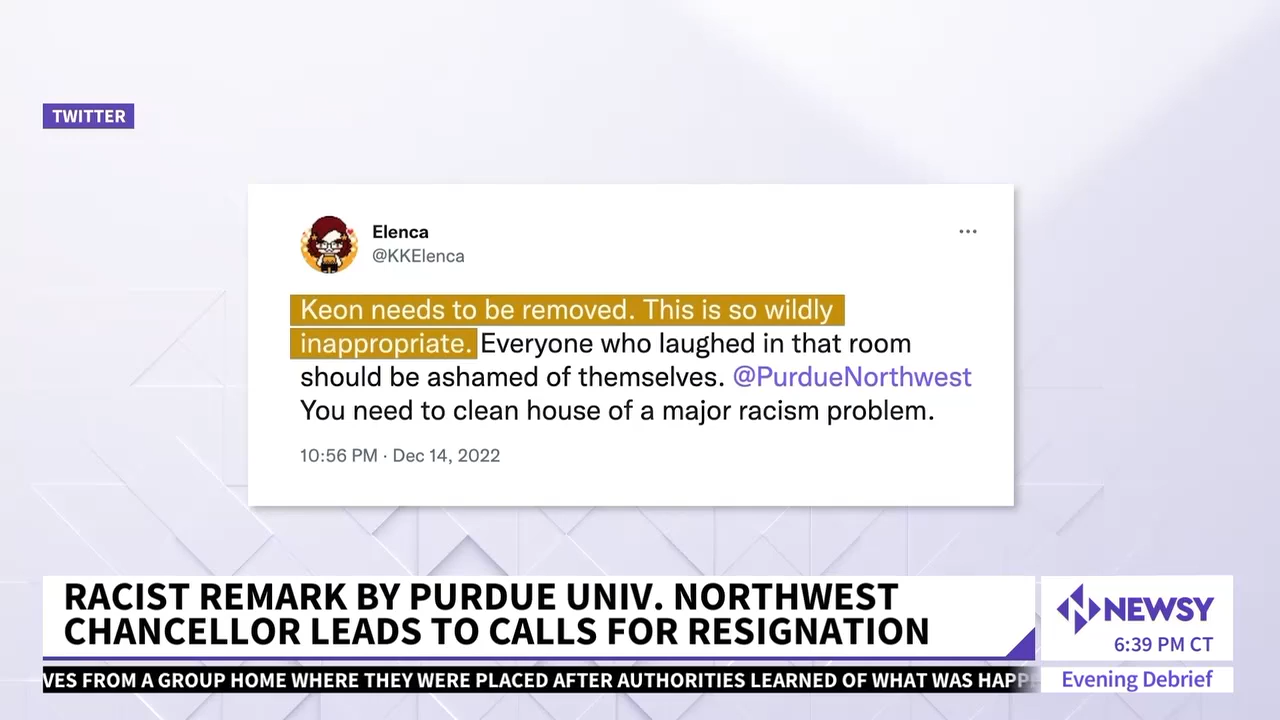 TWITTER
Elenca
@KKElenca
Keon needs to be removed. This is so wildly
inappropriate. Everyone who laughed in that room
should be ashamed of themselves. @PurdueNorthwest
You need to clean house of a major racism problem.
10:56 PM · Dec 14, 2022
RACIST REMARK BY PURDUE UNIV. NORTHWEST
CHANCELLOR LEADS TO CALLS FOR RESIGNATION
NEWSY
6:39 PM CT
VES FROM A GROUP HOME WHERE THEY WERE PLACED AFTER AUTHORITIES LEARNED OF WHAT WAS HAPP
Evening Debrief